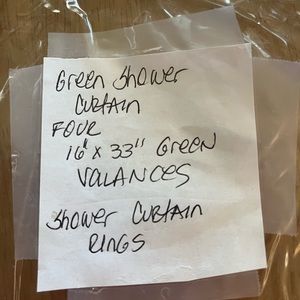 Green Shower
Curtain
FOUR
16" x 33" GREEN
VALANCES
Shower Curtain
RINGS